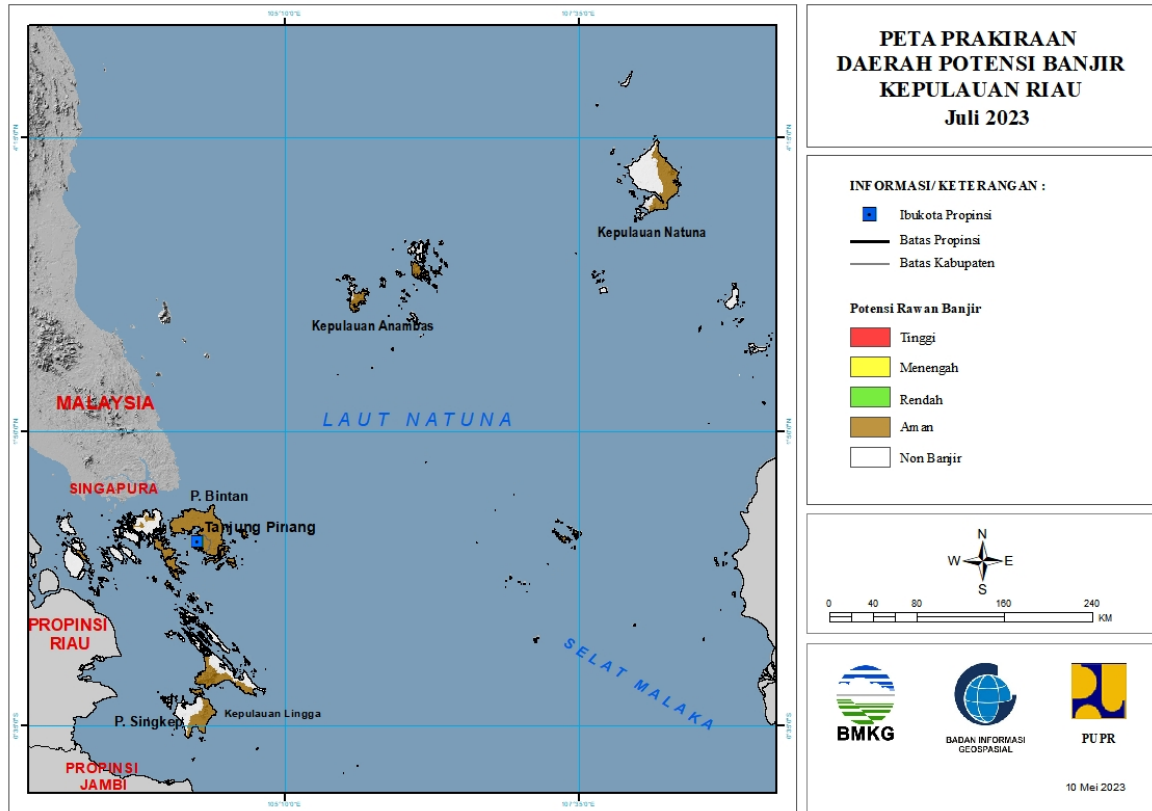 PETA PRAKIRAAN
DAERAH POTENSI BANJIR
KEPULAUAN RIAU
Juli 2023
INFORMASI/ KETERANGAN :
Ibukota Propinsi
Batas Propinsi
Batas Kabupaten
Potensi Rawan Banjir
Tinggi
Menengah
Rendah
Aman
Non Banjir
N
W E
S
0 40 80 160 240
KM
BMKG
BADAN INFORMASI
GEOSPASIAL
PUPR
10 Mei 2023
Kepulauan Natuna
Kepulauan Anambas
MALAYSIA
LAUT NATUNA
SINGAPURA
P. Bintan
Tanjung Pinang
PROPINSI
RIAU
SELAT MALAKA
P. Singkep
Kepulauan Lingga
PROPINSI
JAMBI